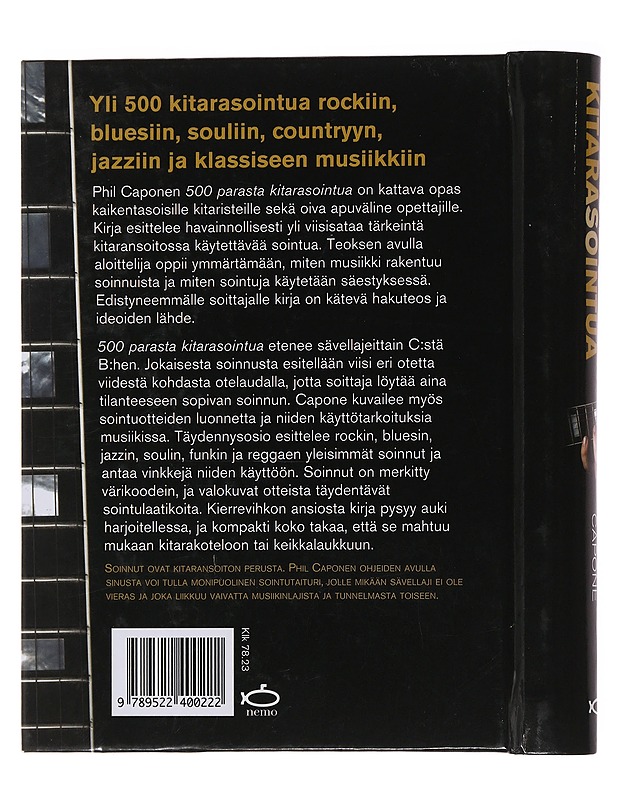 Yli 500 kitarasointua rockiin,
bluesiin, souliin, countryyn,
jazziin ja klassiseen musiikkiin
Phil Caponen 500 parasta kitarasointua on kattava opas
kaikentasoisille kitaristeille sekä oiva apuväline opettajille.
Kirja esittelee havainnollisesti yli viisisataa tärkeintä
kitaransoitossa käytettävää sointua. Teoksen avulla
aloittelija oppii ymmärtämään, miten musiikki rakentuu
soinnuista ja miten sointuja käytetään säestyksessä.
Edistyneemmälle soittajalle kirja on kätevä hakuteos ja
ideoiden lähde.
500 parasta kitarasointua etenee sävellajeittain C:stä
B:hen. Jokaisesta soinnusta esitellään viisi eri otetta
viidestä kohdasta otelaudalla, jotta soittaja löytää aina
tilanteeseen sopivan soinnun. Capone kuvailee myös
sointuotteiden luonnetta ja niiden käyttötarkoituksia
musiikissa. Täydennysosio esittelee rockin, bluesin,
jazzin, soulin, funkin ja reggaen yleisimmät soinnut ja
antaa vinkkejä niiden käyttöön. Soinnut on merkitty
värikoodein, ja valokuvat otteista täydentävät
sointulaatikoita. Kierrevihkon ansiosta kirja pysyy auki
harjoitellessa, ja kompakti koko takaa, että se mahtuu
mukaan kitarakoteloon tai keikkalaukkuun.
Soinnut ovat kitaransoiton perusta. Phil Caponen ohjeiden avulla
sinusta voi tulla monipuolinen sointutaituri, jolle mikään sävellaji ei ole
vieras ja joka liikkuu vaivatta musiikinlajista ja tunnelmasta toiseen.
Klk 78.23
9 789522 400222
nemo
KITARASOINTUA
CAPONE